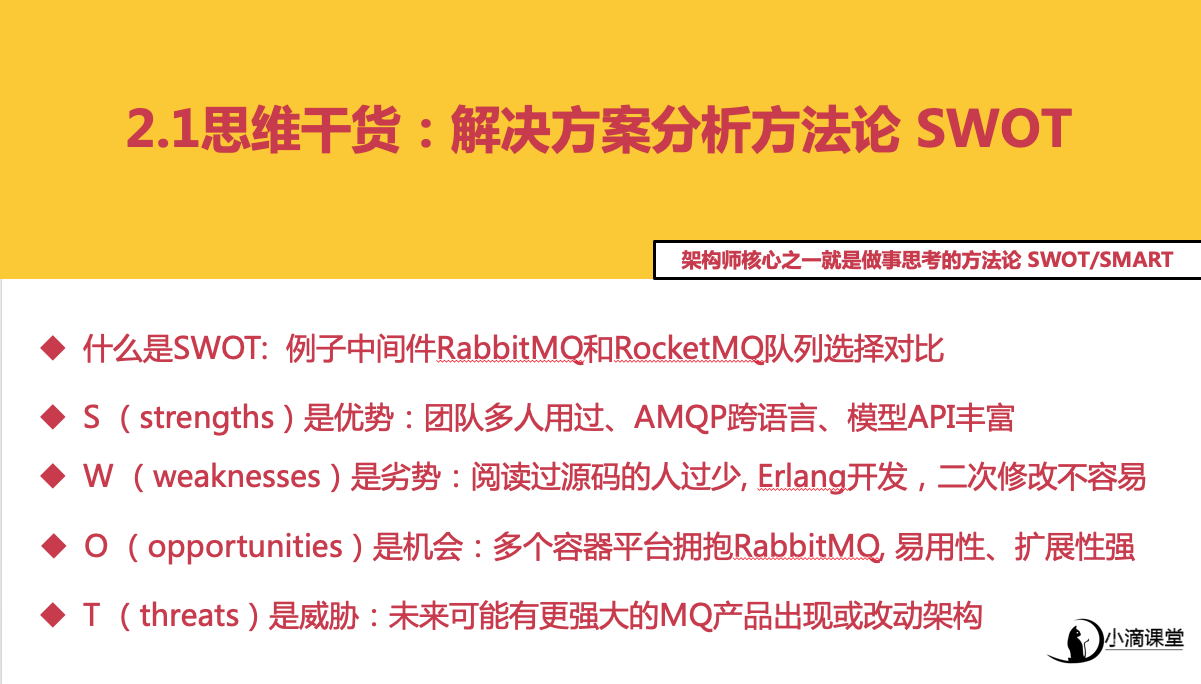 2.1思维干货：解决方案分析方法论 SWOT
架构师核心之一就是做事思考的方法论 SWOT/SMART
◆ 什么是SWOT: 例子中间件RabbitMQ和RocketMQ队列选择对比
◆ S （strengths）是优势：团队多人用过、AMQP跨语言、模型API丰富
◆ W （weaknesses）是劣势：阅读过源码的人过少, Erlang开发，二次修改不容易
◆ O （opportunities）是机会：多个容器平台拥抱RabbitMQ, 易用性、扩展性强
◆ T （threats）是威胁：未来可能有更强大的MQ产品出现或改动架构
小滴课堂